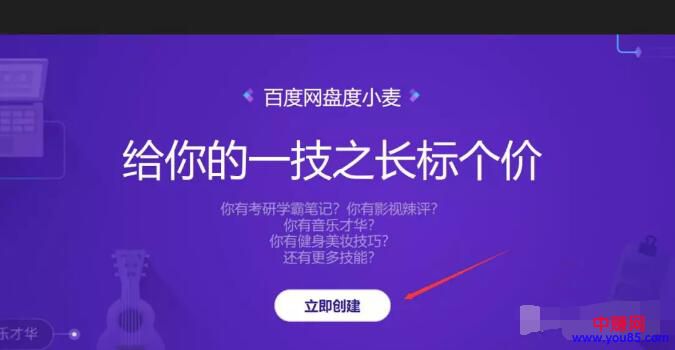 百度网盘度小麦
给你的一技之长标个价
你有考研学霸笔记？你有影视辣评？
你有音乐才华？
你有健身美妆技巧？
还有更多技能？
立即创建
乐才华
中赚网
www.you85.com